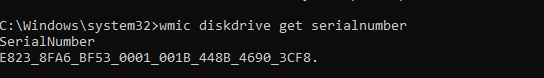 C:\Windows\system32>wmic diskdrive get serialnumber
SerialNumber
E823_8FA6_BF53_0001_001B_448B_4690_3CF8.